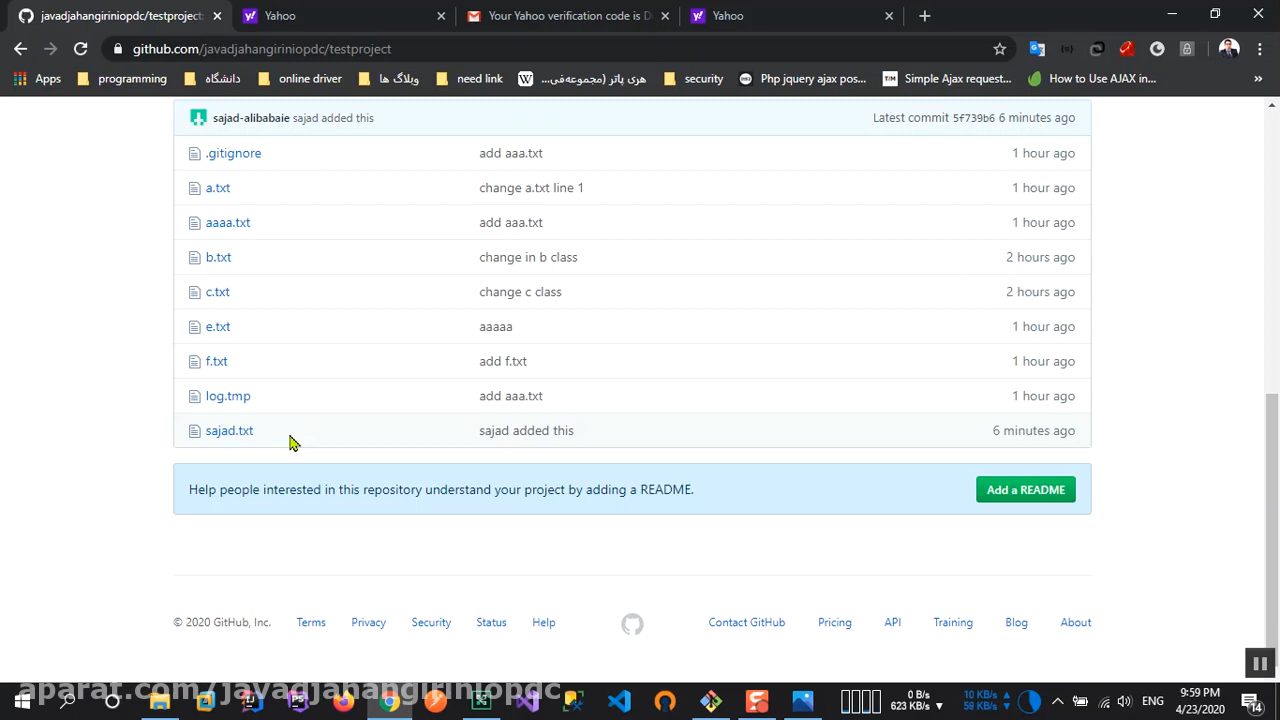 javadjahangiriniopdc/testproject:
Yahoo
Your Yahoo verification code is D
Yahoo
github.com/javadjahangiriniopdc/testproject
Apps
programming
دانشگاه
online driver
وبلاگ ها
need link
هری پاتر (مجموعه‌فی...
security
Php jquery ajax pos...
T/M
Simple Ajax request...
How to Use AJAX in...
»
sajad-alibabaie sajad added this
Latest commit 5f739b6 6 minutes ago
.gitignore add aaa.txt 1 hour ago
a.txt change a.txt line 1 1 hour ago
aaaa.txt add aaa.txt 1 hour ago
b.txt change in b class 2 hours ago
c.txt change c class 2 hours ago
e.txt aaaaa 1 hour ago
f.txt add f.txt 1 hour ago
log.tmp add aaa.txt 1 hour ago
sajad.txt sajad added this 6 minutes ago
Help people interested in this repository understand your project by adding a README.
Add a README
© 2020 GitHub, Inc. Terms Privacy Security Status Help
Contact GitHub Pricing API Training Blog About
aparat.com/javadjahangiriniopdc
0 B/s
623 KB/s
10 KB/s
59 KB/s
ENG
9:59 PM
4/23/2020
14